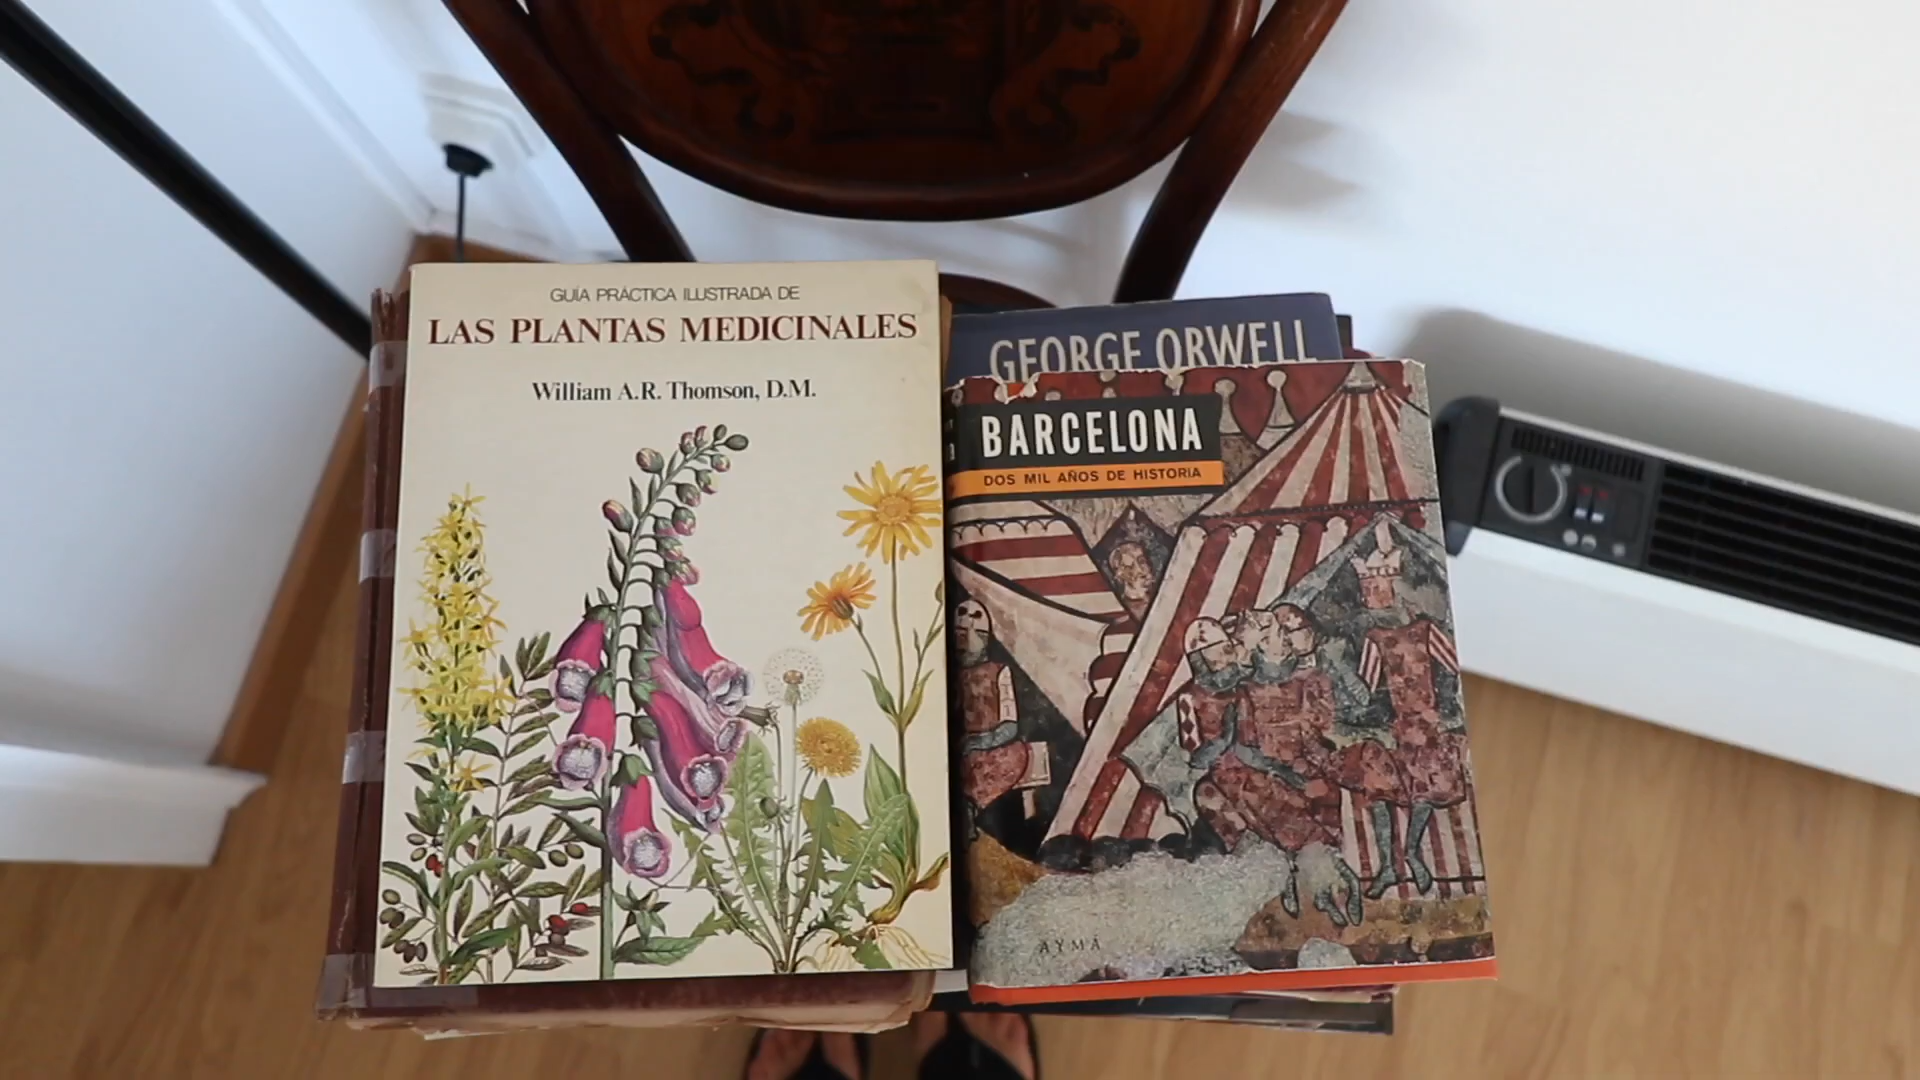 GUÍA PRÁCTICA ILUSTRADA DE
LAS PLANTAS MEDICINALES
William A.R. Thomson, D.M.
GEORGE ORWELL
BARCELONA
DOS MIL AÑOS DE HISTORIA
AYMÁ